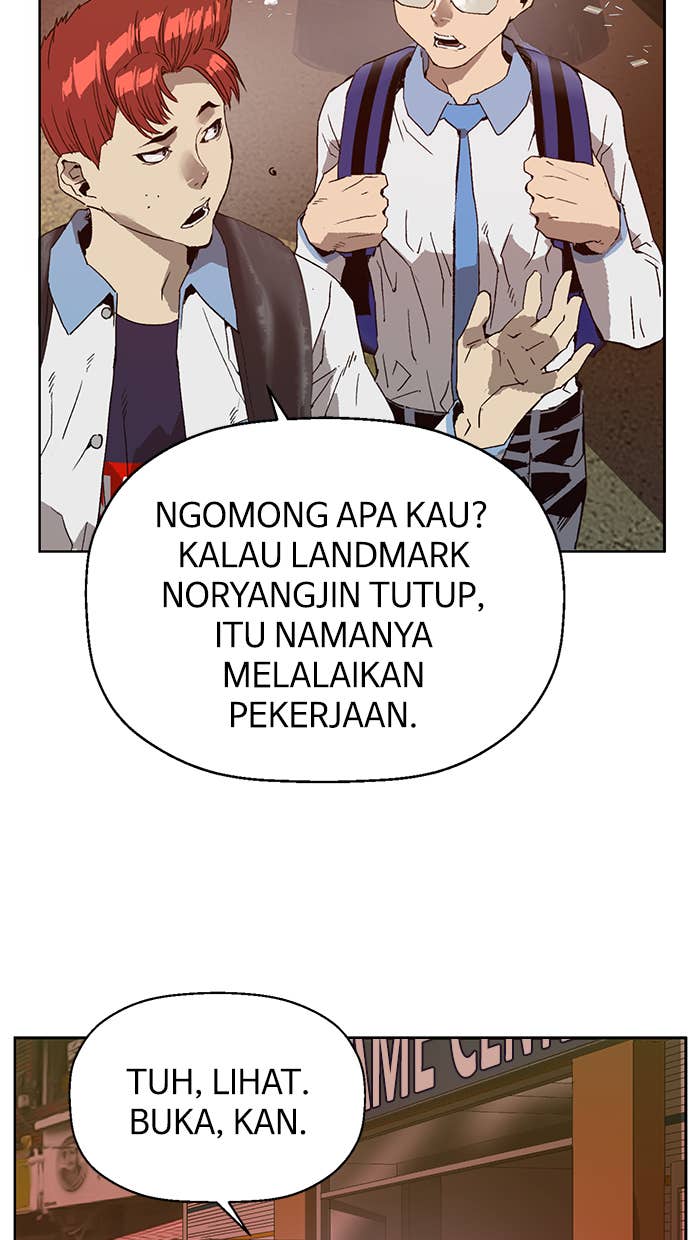 NGOMONG APA KAU?
KALAU LANDMARK
NORYANGJIN TUTUP,
ITU NAMANYA
MELALAIKAN
PEKERJAAN.
TUH, LIHAT.
BUKA, KAN.